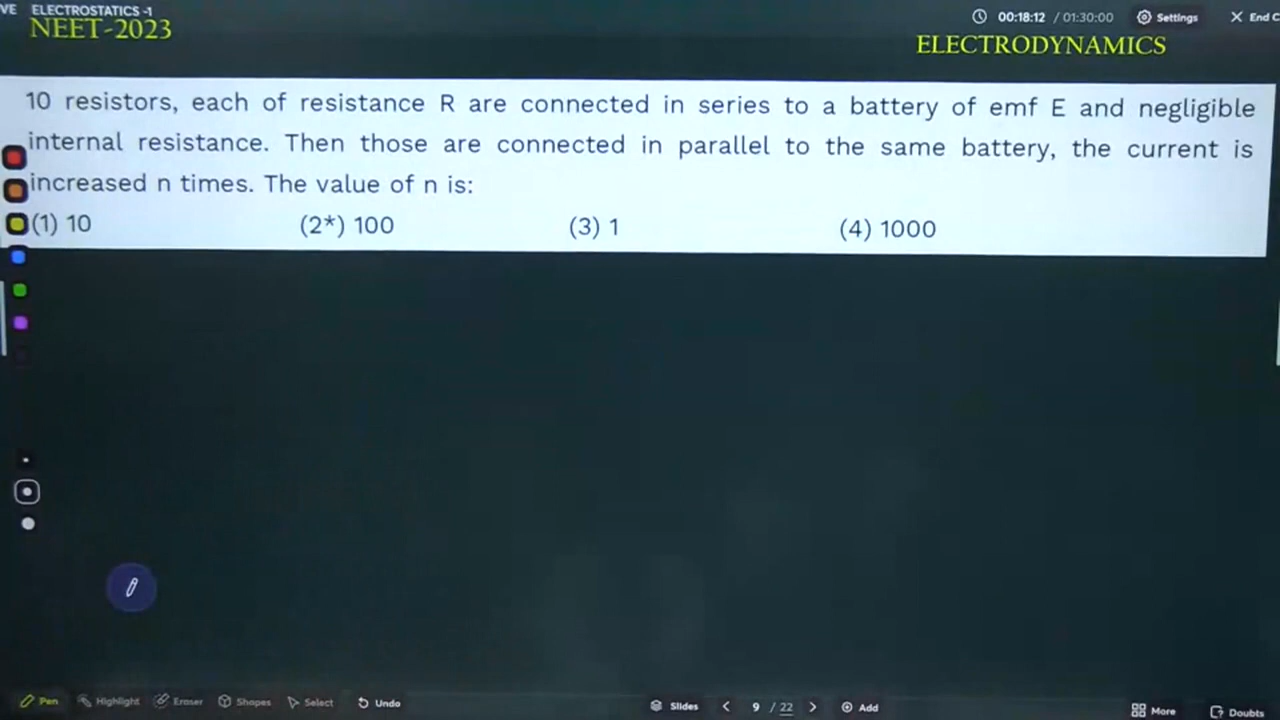 VE ELECTROSTATICS -1
00:18:12 / 01:30:00 Settings End C
NEET-2023
ELECTRODYNAMICS
10 resistors, each of resistance R are connected in series to a battery of emf E and negligible
internal resistance. Then those are connected in parallel to the same battery, the current is
increased n times. The value of n is:
(1) 10 (2*) 100 (3) 1 (4) 1000
Pen Highlight Eraser Shapes Select Undo Slides 9 / 22 Add More Doubts